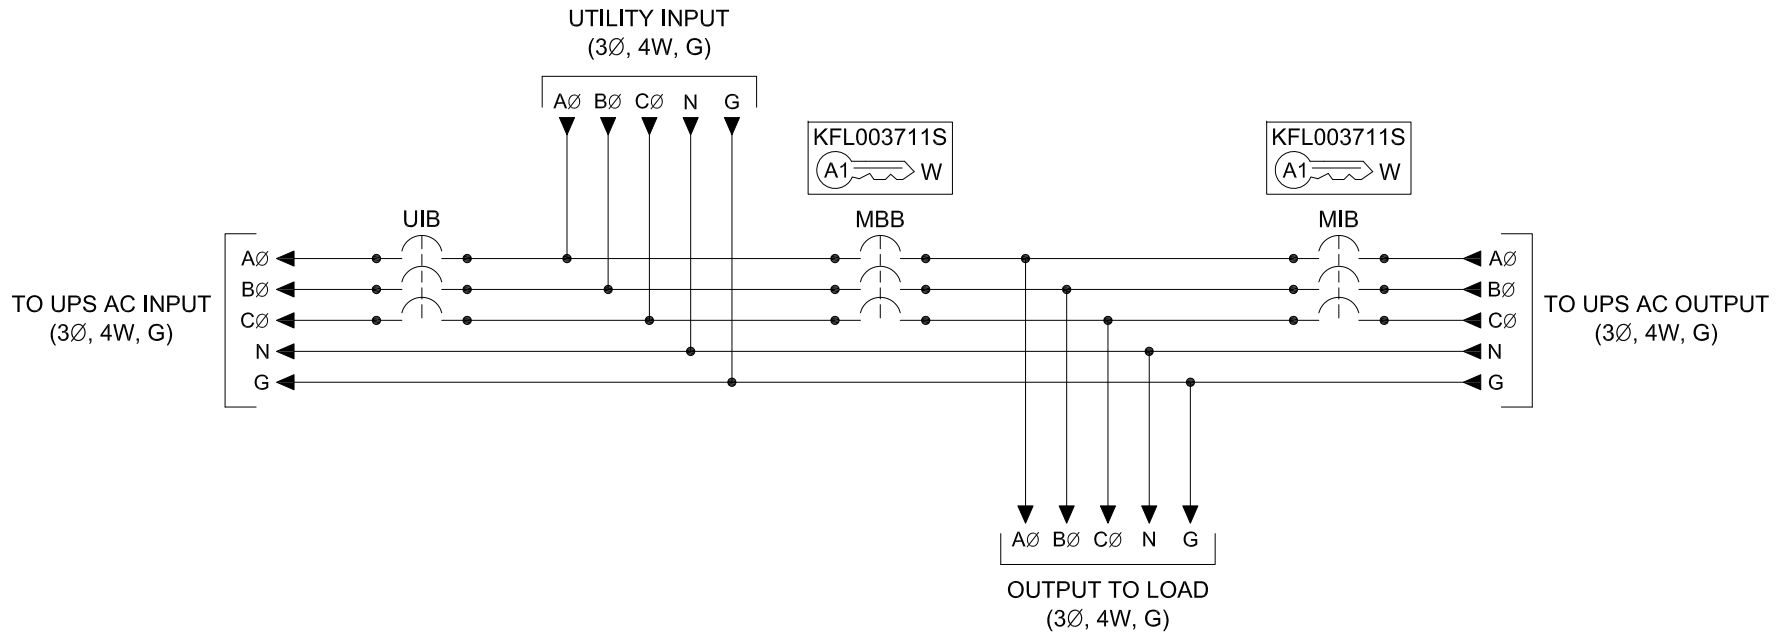 UTILITY INPUT
(3Ø, 4W, G)
AØ BØ CØ N G
KFL003711S
A1 W
KFL003711S
A1 W
UIB
MBB
MIB
TO UPS AC INPUT
(3Ø, 4W, G)
AØ
BØ
CØ
N
G
AØ
BØ
CØ
N
G
TO UPS AC OUTPUT
(3Ø, 4W, G)
AØ BØ CØ N G
OUTPUT TO LOAD
(3Ø, 4W, G)